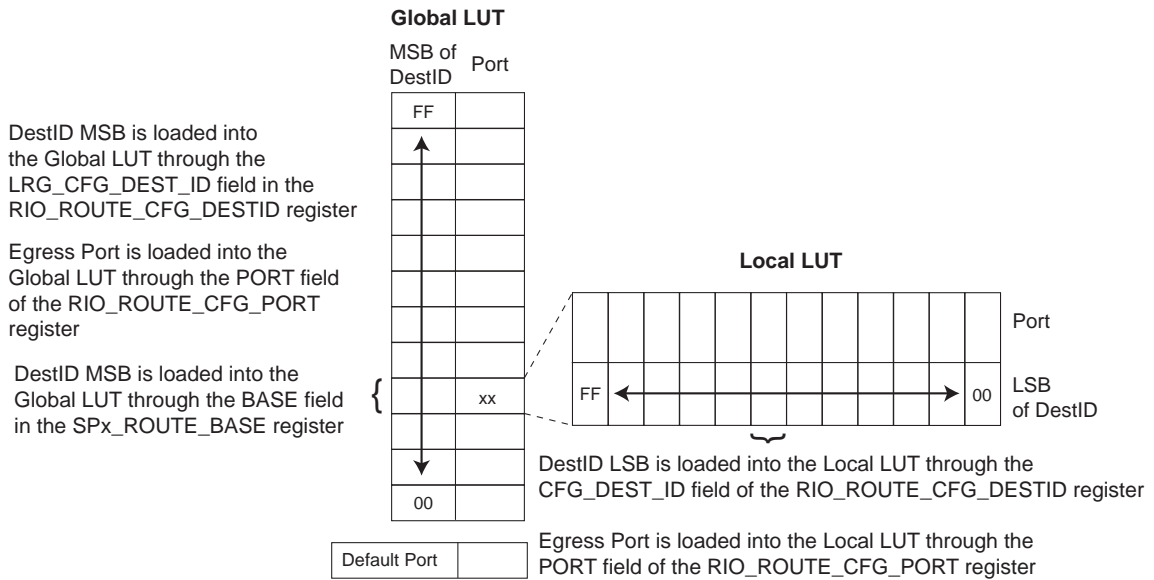 Global LUT
MSB of
DestID
Port
FF
DestID MSB is loaded into
the Global LUT through the
LRG_CFG_DEST_ID field in the
RIO_ROUTE_CFG_DESTID register
Egress Port is loaded into the
Global LUT through the PORT field
of the RIO_ROUTE_CFG_PORT
register
DestID MSB is loaded into the
Global LUT through the BASE field
in the SPx_ROUTE_BASE register
{
xx
00
Default Port
Local LUT
Port
FF
00
LSB
of DestID
DestID LSB is loaded into the Local LUT through the
CFG_DEST_ID field of the RIO_ROUTE_CFG_DESTID register
Egress Port is loaded into the Local LUT through the
PORT field of the RIO_ROUTE_CFG_PORT register